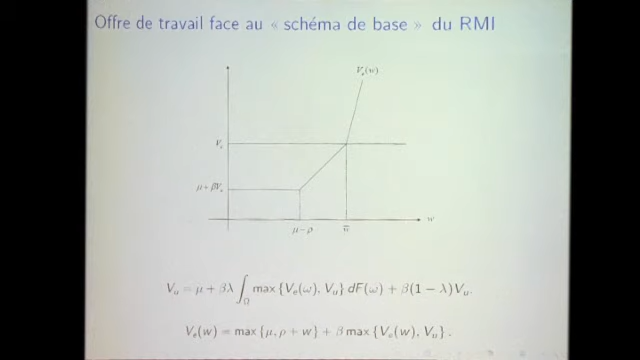 Offre de travail face au « schéma de base » du RMI
V_e(w)
V_u
μ + βV_u
w
μ − ρ
V_u = μ + βλ ∫_Ω max {V_e(ω), V_u} dF(ω) + β(1 − λ)V_u.
V_e(w) = max {μ, ρ + w} + β max {V_e(w), V_u} .